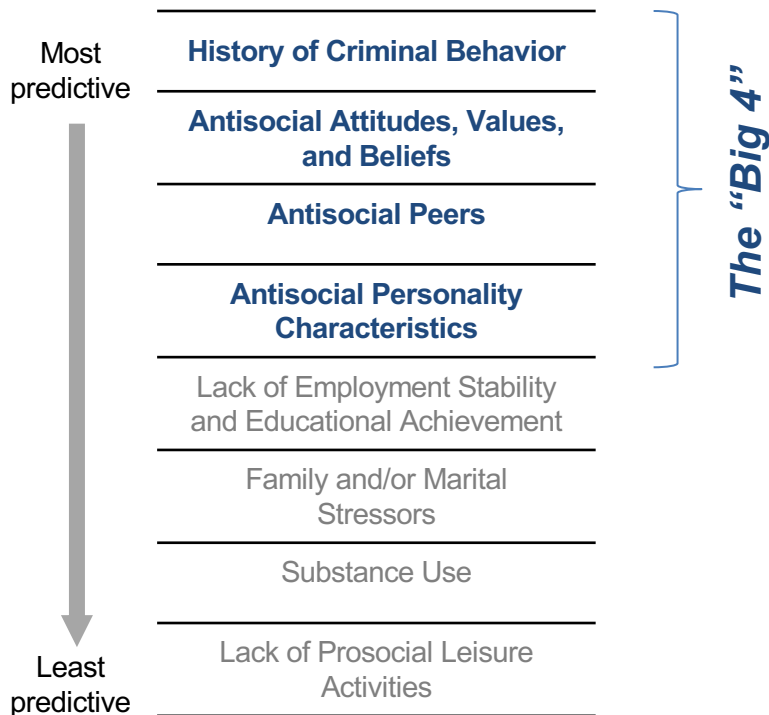 Most
predictive
History of Criminal Behavior
Antisocial Attitudes, Values,
and Beliefs
Antisocial Peers
Antisocial Personality
Characteristics
Lack of Employment Stability
and Educational Achievement
Family and/or Marital
Stressors
Substance Use
Lack of Prosocial Leisure
Activities
Least
predictive
The “Big 4”